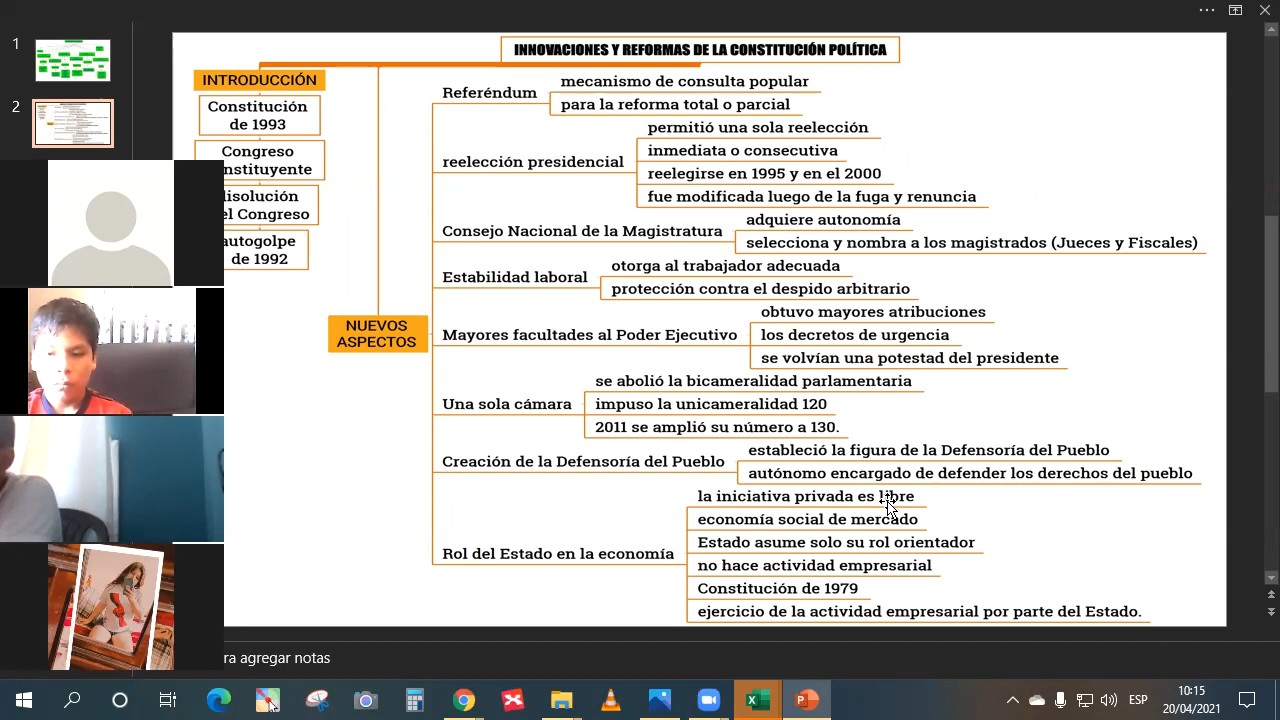 INNOVACIONES Y REFORMAS DE LA CONSTITUCIÓN POLÍTICA
1
2
INTRODUCCIÓN
Constitución
de 1993
Congreso
nstituyente
lisolución
el Congreso
autogolpe
de 1992
NUEVOS
ASPECTOS
Referéndum
mecanismo de consulta popular
para la reforma total o parcial
reelección presidencial
permitió una sola reelección
inmediata o consecutiva
reelegirse en 1995 y en el 2000
fue modificada luego de la fuga y renuncia
Consejo Nacional de la Magistratura
adquiere autonomía
selecciona y nombra a los magistrados (Jueces y Fiscales)
Estabilidad laboral
otorga al trabajador adecuada
protección contra el despido arbitrario
Mayores facultades al Poder Ejecutivo
obtuvo mayores atribuciones
los decretos de urgencia
se volvían una potestad del presidente
Una sola cámara
se abolió la bicameralidad parlamentaria
impuso la unicameralidad 120
2011 se amplió su número a 130.
Creación de la Defensoría del Pueblo
estableció la figura de la Defensoría del Pueblo
autónomo encargado de defender los derechos del pueblo
Rol del Estado en la economía
la iniciativa privada es libre
economía social de mercado
Estado asume solo su rol orientador
no hace actividad empresarial
Constitución de 1979
ejercicio de la actividad empresarial por parte del Estado.
ra agregar notas
ESP
10:15
20/04/2021